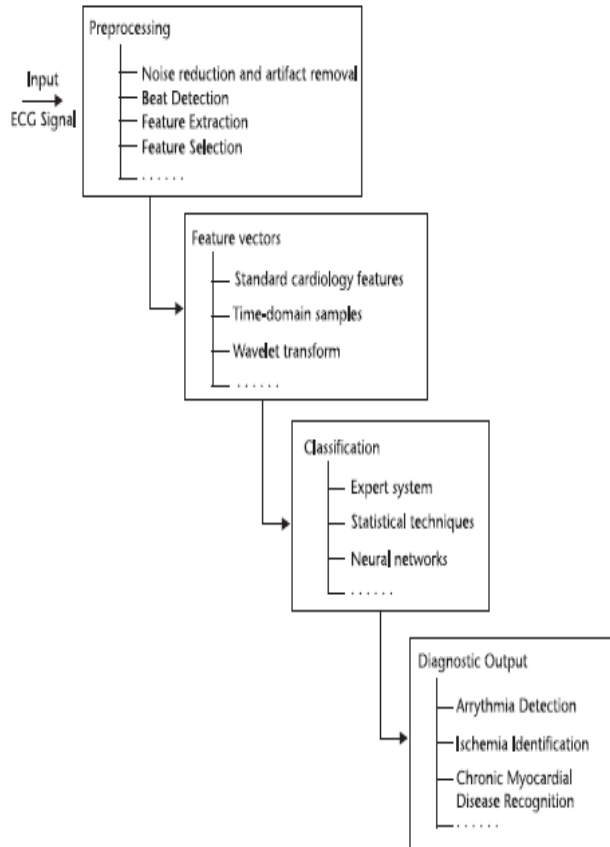 Preprocessing
Noise reduction and artifact removal
Input
Beat Detection
ECG Signal
Feature Extraction
Feature Selection
. . . . . .
Feature vectors
Standard cardiology features
Time-domain samples
Wavelet transform
. . . . . .
Classification
Expert system
Statistical techniques
Neural networks
. . . . . .
Diagnostic Output
Arrythmia Detection
Ischemia Identification
Chronic Myocardial
Disease Recognition
. . . . . .